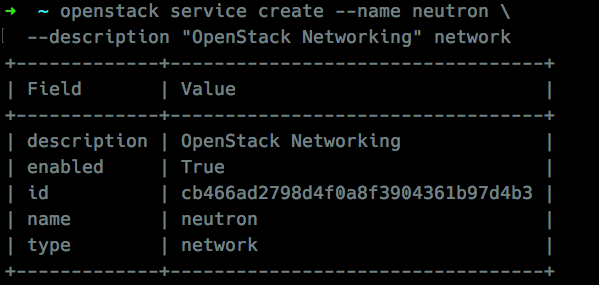 ➜  ~ openstack service create --name neutron \
  --description "OpenStack Networking" network
+-------------+----------------------------------+
| Field       | Value                            |
+-------------+----------------------------------+
| description | OpenStack Networking             |
| enabled     | True                             |
| id          | cb466ad2798d4f0a8f3904361b97d4b3 |
| name        | neutron                          |
| type        | network                          |
+-------------+----------------------------------+